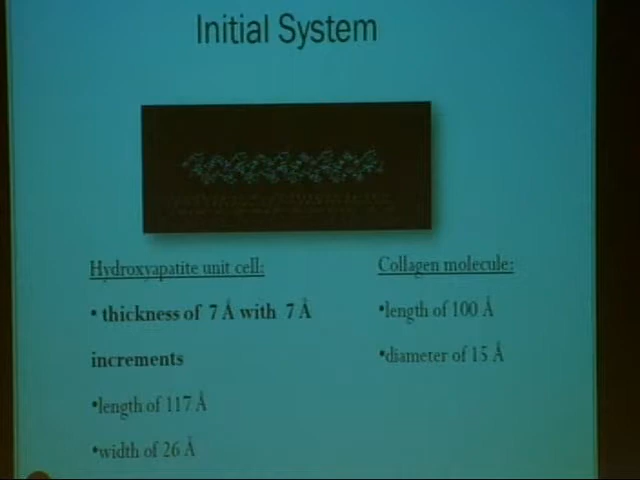 Initial System
Hydroxyapatite unit cell:
• thickness of 7 Å with 7 Å
increments
•length of 117 Å
•width of 26 Å
Collagen molecule:
•length of 100 Å
•diameter of 15 Å